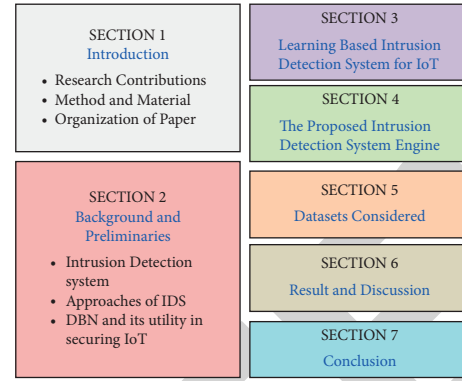 SECTION 1
Introduction
• Research Contributions
• Method and Material
• Organization of Paper
SECTION 2
Background and
Preliminaries
• Intrusion Detection
system
• Approaches of IDS
• DBN and its utility in
securing IoT
SECTION 3
Learning Based Intrusion
Detection System for IoT
SECTION 4
The Proposed Intrusion
Detection System Engine
SECTION 5
Datasets Considered
SECTION 6
Result and Discussion
SECTION 7
Conclusion